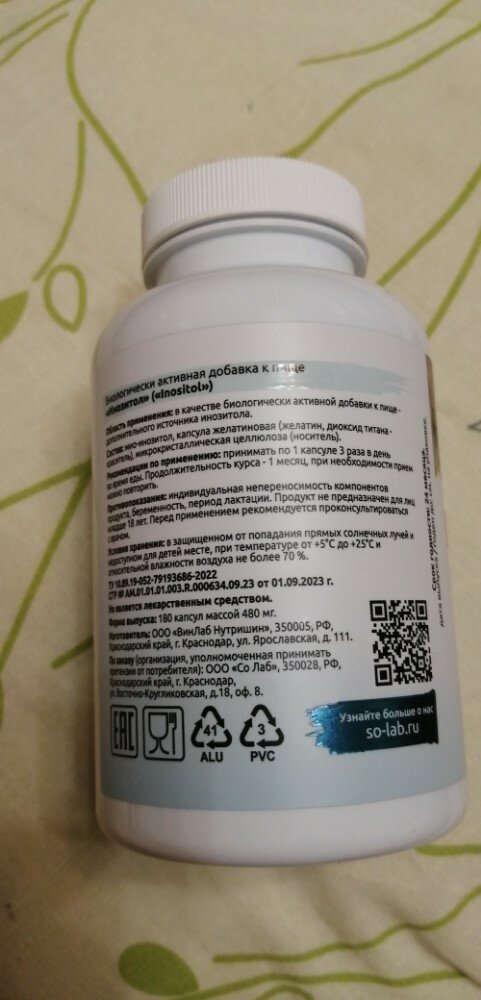 Биологически активная добавка к пище
«Инозитол» («Inositol»)
Область применения: в качестве биологически активной добавки к пище -
дополнительного источника инозитола.
Состав: мио-инозитол, капсула желатиновая (желатин, диоксид титана -
краситель), микрокристаллическая целлюлоза (носитель).
Рекомендации по применению: принимать по 1 капсуле 3 раза в день
во время еды. Продолжительность курса - 1 месяц, при необходимости прием
можно повторить.
Противопоказания: индивидуальная непереносимость компонентов
продукта, беременность, период лактации. Продукт не предназначен для лиц
младше 18 лет. Перед применением рекомендуется проконсультироваться
с врачом.
Условия хранения: в защищенном от попадания прямых солнечных лучей и
недоступном для детей месте, при температуре от +5°C до +25°C и
относительной влажности воздуха не более 70 %.
ТУ 10.89.19-052-79193686-2022
СГР № AM.01.01.01.003.R.000634.09.23 от 01.09.2023 г.
Не является лекарственным средством.
Форма выпуска: 180 капсул массой 480 мг.
Изготовитель: ООО «ВинЛаб Нутришин», 350005, РФ,
Краснодарский край, г. Краснодар, ул. Ярославская, д. 111.
По заказу (организация, уполномоченная принимать
претензии от потребителя): ООО «Со Лаб», 350028, РФ,
Краснодарский край, г. Краснодар,
ул. Восточно-Кругликовская, д.18, оф. 8.
EAC
41
ALU
3
PVC
Срок годности: 24 месяца.
Узнайте больше о нас
so-lab.ru